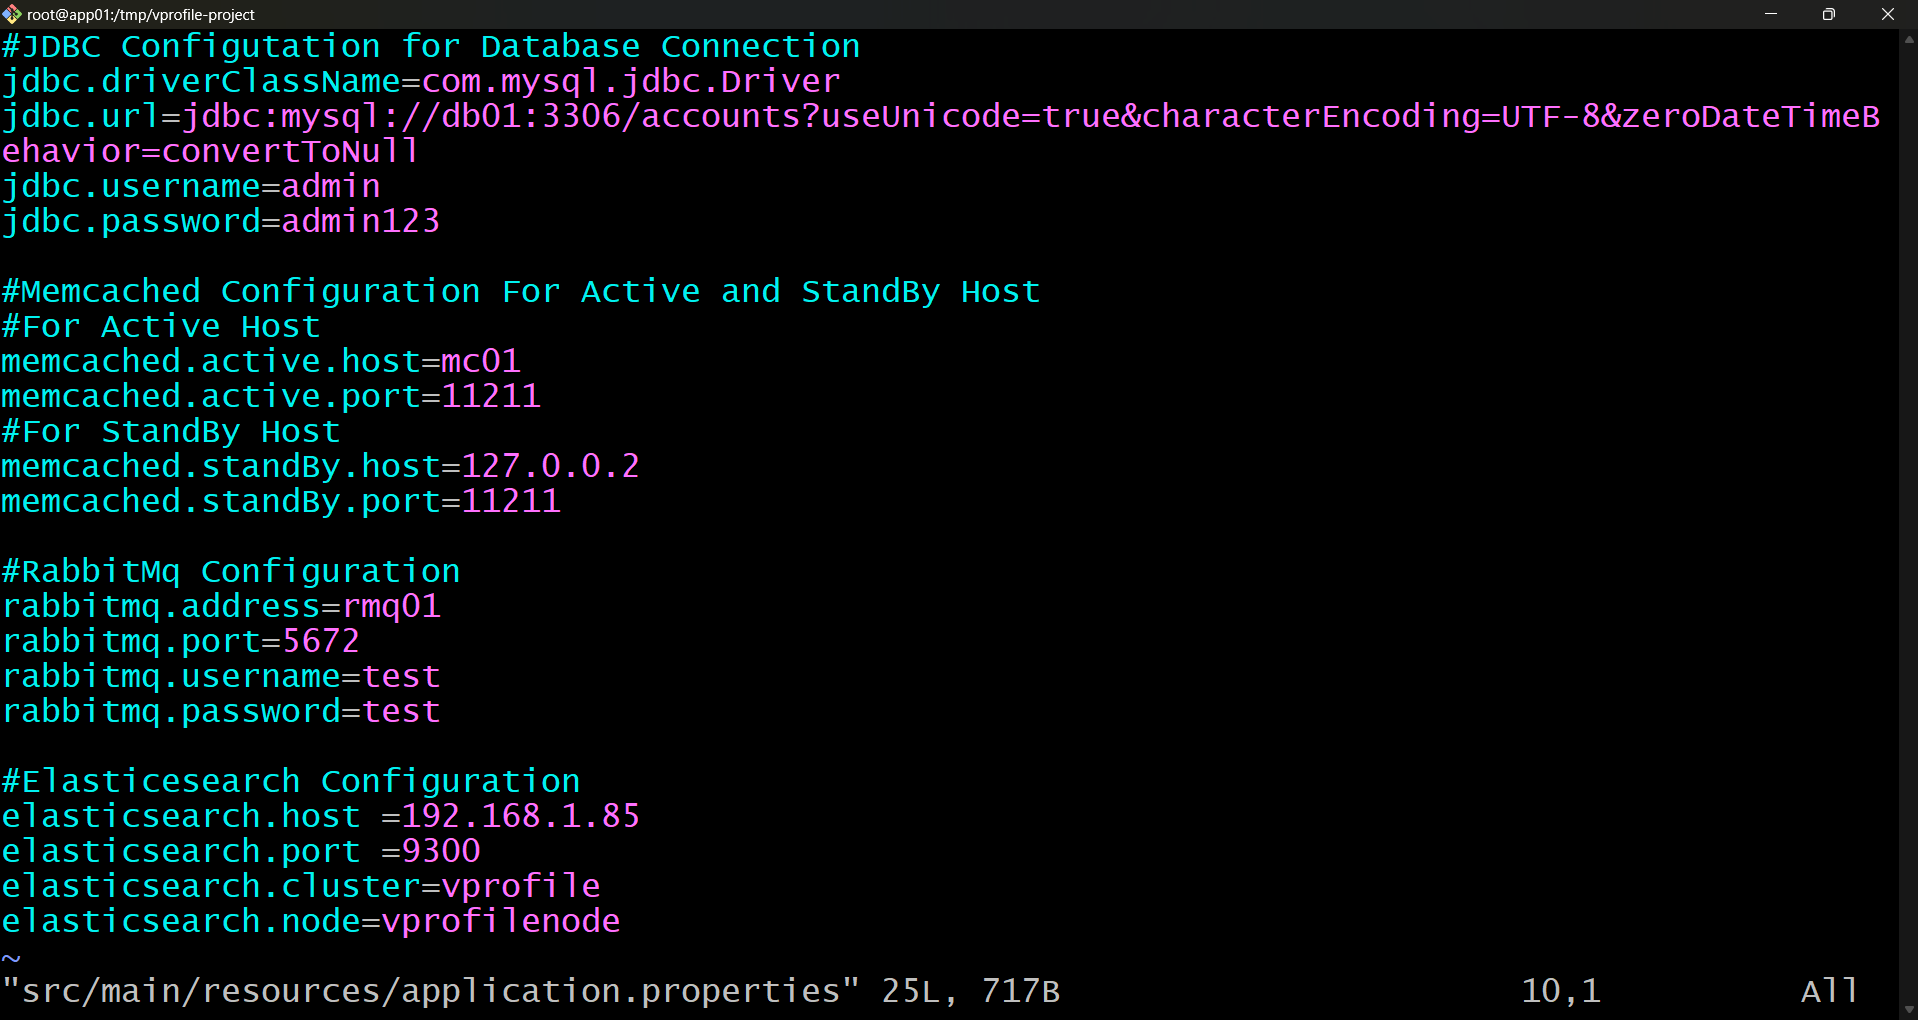 root@app01:/tmp/vprofile-project
#JDBC Configutation for Database Connection
jdbc.driverClassName=com.mysql.jdbc.Driver
jdbc.url=jdbc:mysql://db01:3306/accounts?useUnicode=true&characterEncoding=UTF-8&zeroDateTimeB
ehavior=convertToNull
jdbc.username=admin
jdbc.password=admin123
#Memcached Configuration For Active and StandBy Host
#For Active Host
memcached.active.host=mc01
memcached.active.port=11211
#For StandBy Host
memcached.standBy.host=127.0.0.2
memcached.standBy.port=11211
#RabbitMq Configuration
rabbitmq.address=rmq01
rabbitmq.port=5672
rabbitmq.username=test
rabbitmq.password=test
#Elasticesearch Configuration
elasticsearch.host =192.168.1.85
elasticsearch.port =9300
elasticsearch.cluster=vprofile
elasticsearch.node=vprofilenode
~
"src/main/resources/application.properties" 25L, 717B 10,1 All